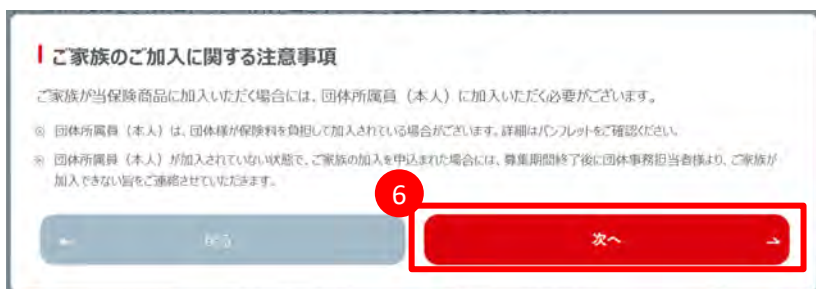 ご家族のご加入に関する注意事項
ご家族が当保険商品に加入いただく場合には、団体所属員（本人）に加入いただく必要がございます。
※ 団体所属員（本人）は、団体様が保険料を負担して加入されている場合がございます。詳細はパンフレットをご確認ください。
※ 団体所属員（本人）が加入されていない状態で、ご家族の加入を申込まれた場合には、募集期間終了後に団体事務担当者様より、ご家族が
加入できない旨をご連絡させていただきます。
6
戻る
次へ